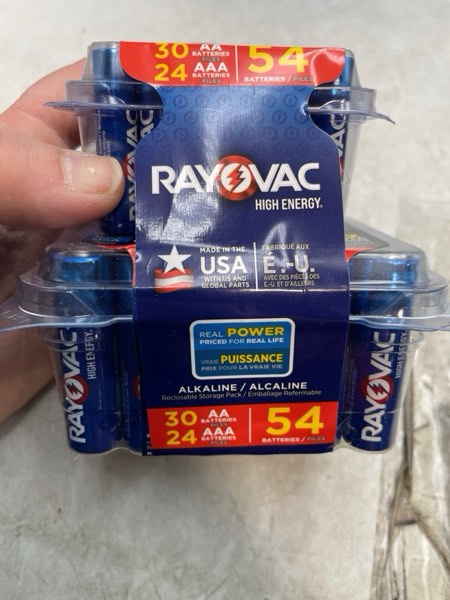 30 AA BATTERIES PILES
24 AAA BATTERIES PILES
54 BATTERIES / PILES
RAYOVAC
HIGH ENERGY®
MADE IN THE
USA
WITH US AND
GLOBAL PARTS
FABRIQUÉ AUX
É.-U.
AVEC DES PIÈCES DES
É.-U. ET D'AILLEURS
REAL POWER
PRICED FOR REAL LIFE
VRAIE PUISSANCE
PRIX POUR LA VRAIE VIE
ALKALINE / ALCALINE
Reclosable Storage Pack / Emballage Refermable
30 AA BATTERIES PILES
24 AAA BATTERIES PILES
54 BATTERIES / PILES
RAYOVAC
HIGH ENERGY
RAYOVAC
HIGH ENERGY